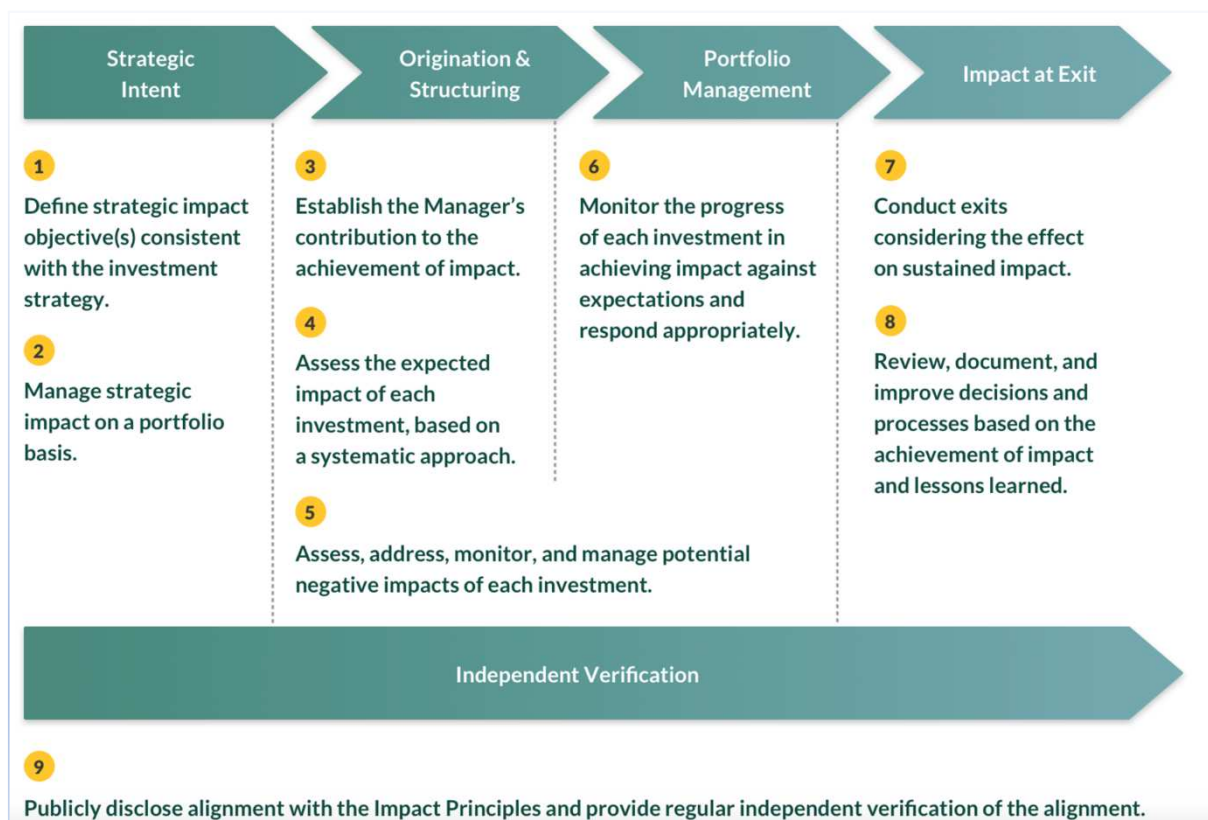 Strategic
Intent
Origination &
Structuring
Portfolio
Management
Impact at Exit
1
Define strategic impact
objective(s) consistent
with the investment
strategy.
2
Manage strategic
impact on a portfolio
basis.
3
Establish the Manager's
contribution to the
achievement of impact.
4
Assess the expected
impact of each
investment, based on
a systematic approach.
5
Assess, address, monitor, and manage potential
negative impacts of each investment.
6
Monitor the progress
of each investment in
achieving impact against
expectations and
respond appropriately.
7
Conduct exits
considering the effect
on sustained impact.
8
Review, document, and
improve decisions and
processes based on the
achievement of impact
and lessons learned.
Independent Verification
9
Publicly disclose alignment with the Impact Principles and provide regular independent verification of the alignment.